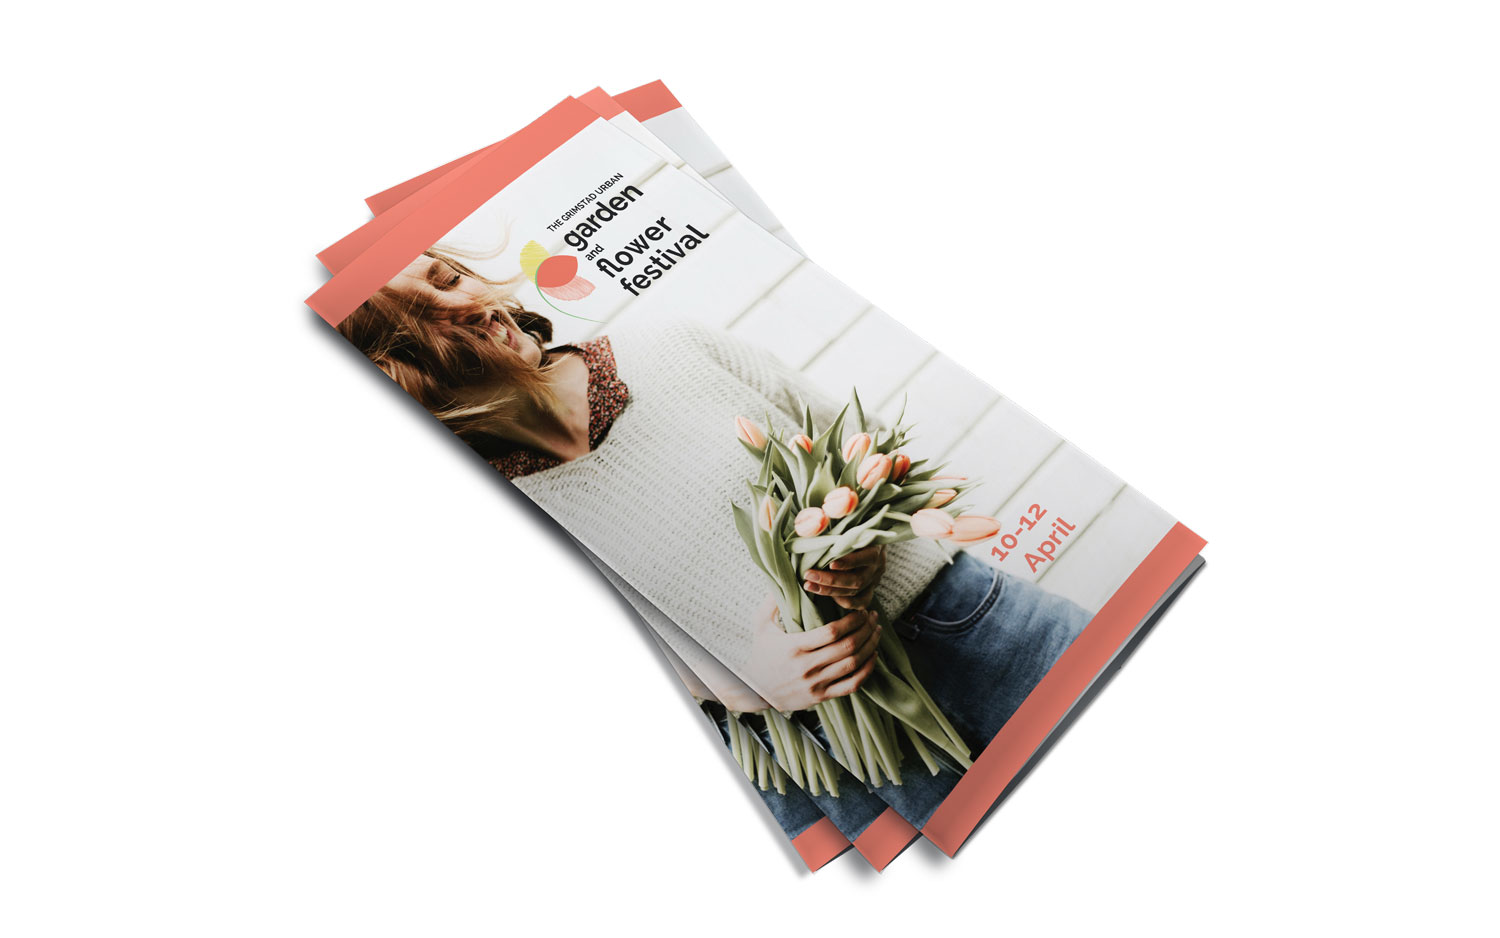 THE GRIMSTAD URBAN
garden
and
flower
festival
10-12
April